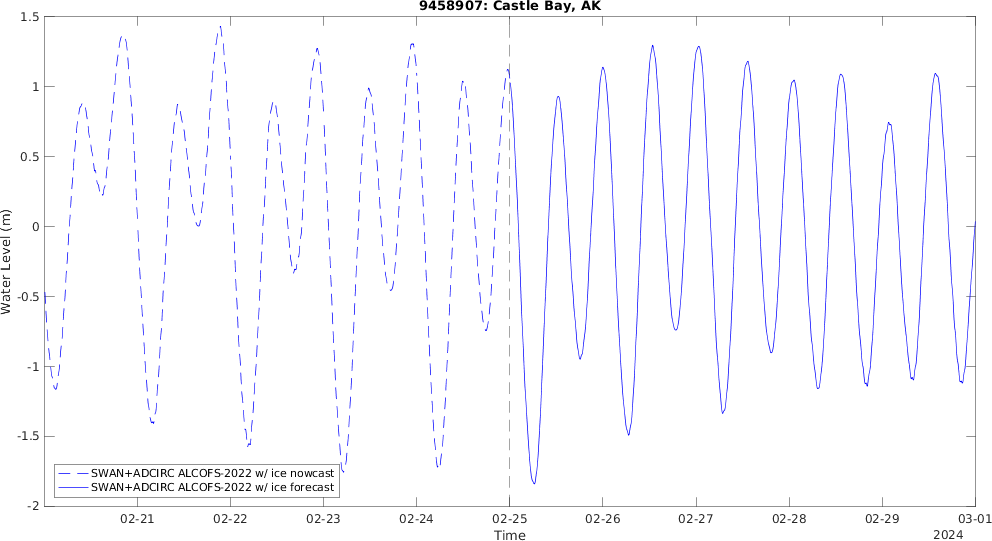 9458907: Castle Bay, AK
1.5
1
0.5
0
-0.5
-1
-1.5
-2
Water Level (m)
SWAN+ADCIRC ALCOFS-2022 w/ ice nowcast
SWAN+ADCIRC ALCOFS-2022 w/ ice forecast
02-21 02-22 02-23 02-24 02-25 02-26 02-27 02-28 02-29 03-01
Time
2024